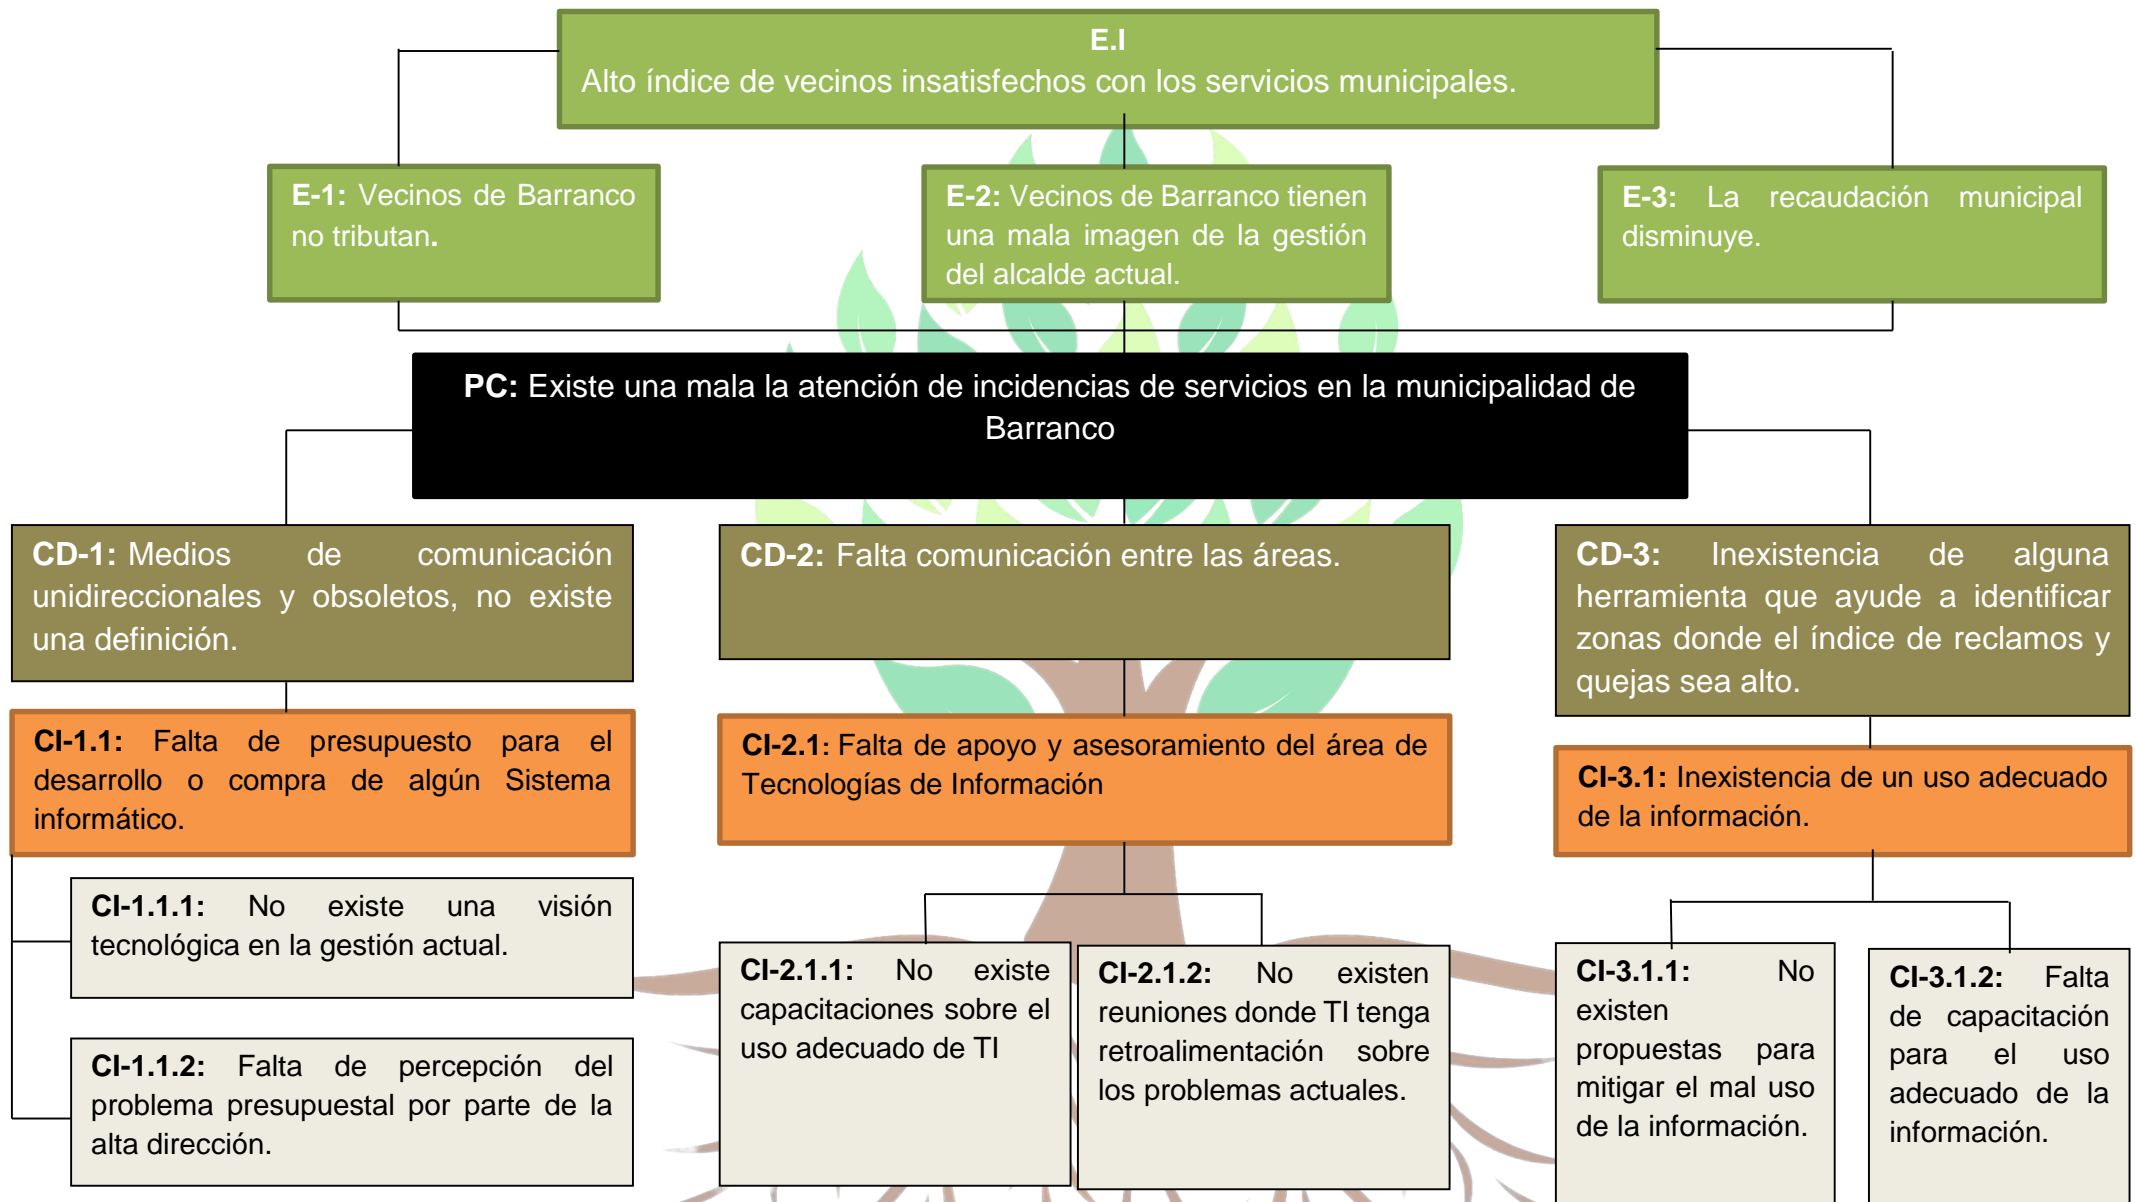 E.I
Alto índice de vecinos insatisfechos con los servicios municipales.
E-1: Vecinos de Barranco
no tributan.
E-2: Vecinos de Barranco tienen
una mala imagen de la gestión
del alcalde actual.
E-3: La recaudación municipal
disminuye.
PC: Existe una mala la atención de incidencias de servicios en la municipalidad de
Barranco
CD-1: Medios de comunicación
unidireccionales y obsoletos, no existe
una definición.
CD-2: Falta comunicación entre las áreas.
CD-3: Inexistencia de alguna
herramienta que ayude a identificar
zonas donde el índice de reclamos y
quejas sea alto.
CI-1.1: Falta de presupuesto para el
desarrollo o compra de algún Sistema
informático.
CI-2.1: Falta de apoyo y asesoramiento del área de
Tecnologías de Información
CI-3.1: Inexistencia de un uso adecuado
de la información.
CI-1.1.1: No existe una visión
tecnológica en la gestión actual.
CI-1.1.2: Falta de percepción del
problema presupuestal por parte de la
alta dirección.
CI-2.1.1: No existe
capacitaciones sobre el
uso adecuado de TI
CI-2.1.2: No existen
reuniones donde TI tenga
retroalimentación sobre
los problemas actuales.
CI-3.1.1: No
existen
propuestas para
mitigar el mal uso
de la información.
CI-3.1.2: Falta
de capacitación
para el uso
adecuado de la
información.